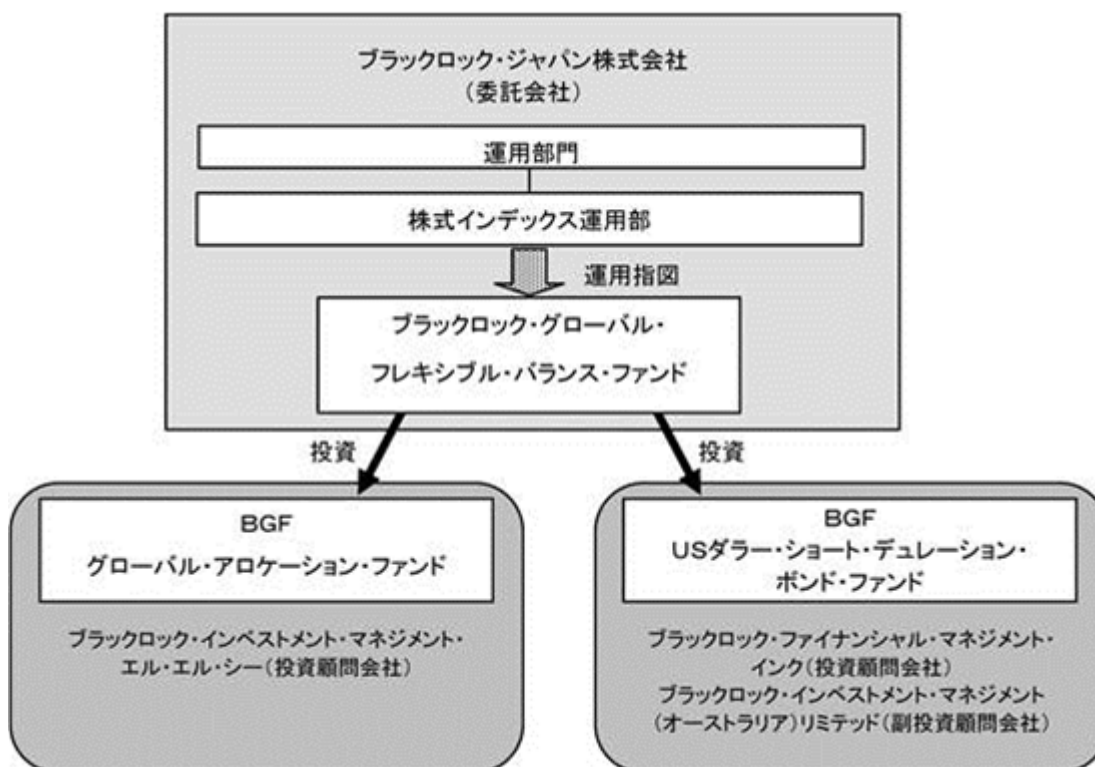 ブラックロック・ジャパン株式会社
（委託会社）
運用部門
株式インデックス運用部
運用指図
ブラックロック・グローバル・
フレキシブル・バランス・ファンド
投資
投資
BGF
グローバル・アロケーション・ファンド
ブラックロック・インベストメント・マネジメント・
エル・エル・シー（投資顧問会社）
BGF
USダラー・ショート・デュレーション・
ボンド・ファンド
ブラックロック・ファイナンシャル・マネジメント・
インク（投資顧問会社）
ブラックロック・インベストメント・マネジメント
（オーストラリア）リミテッド（副投資顧問会社）